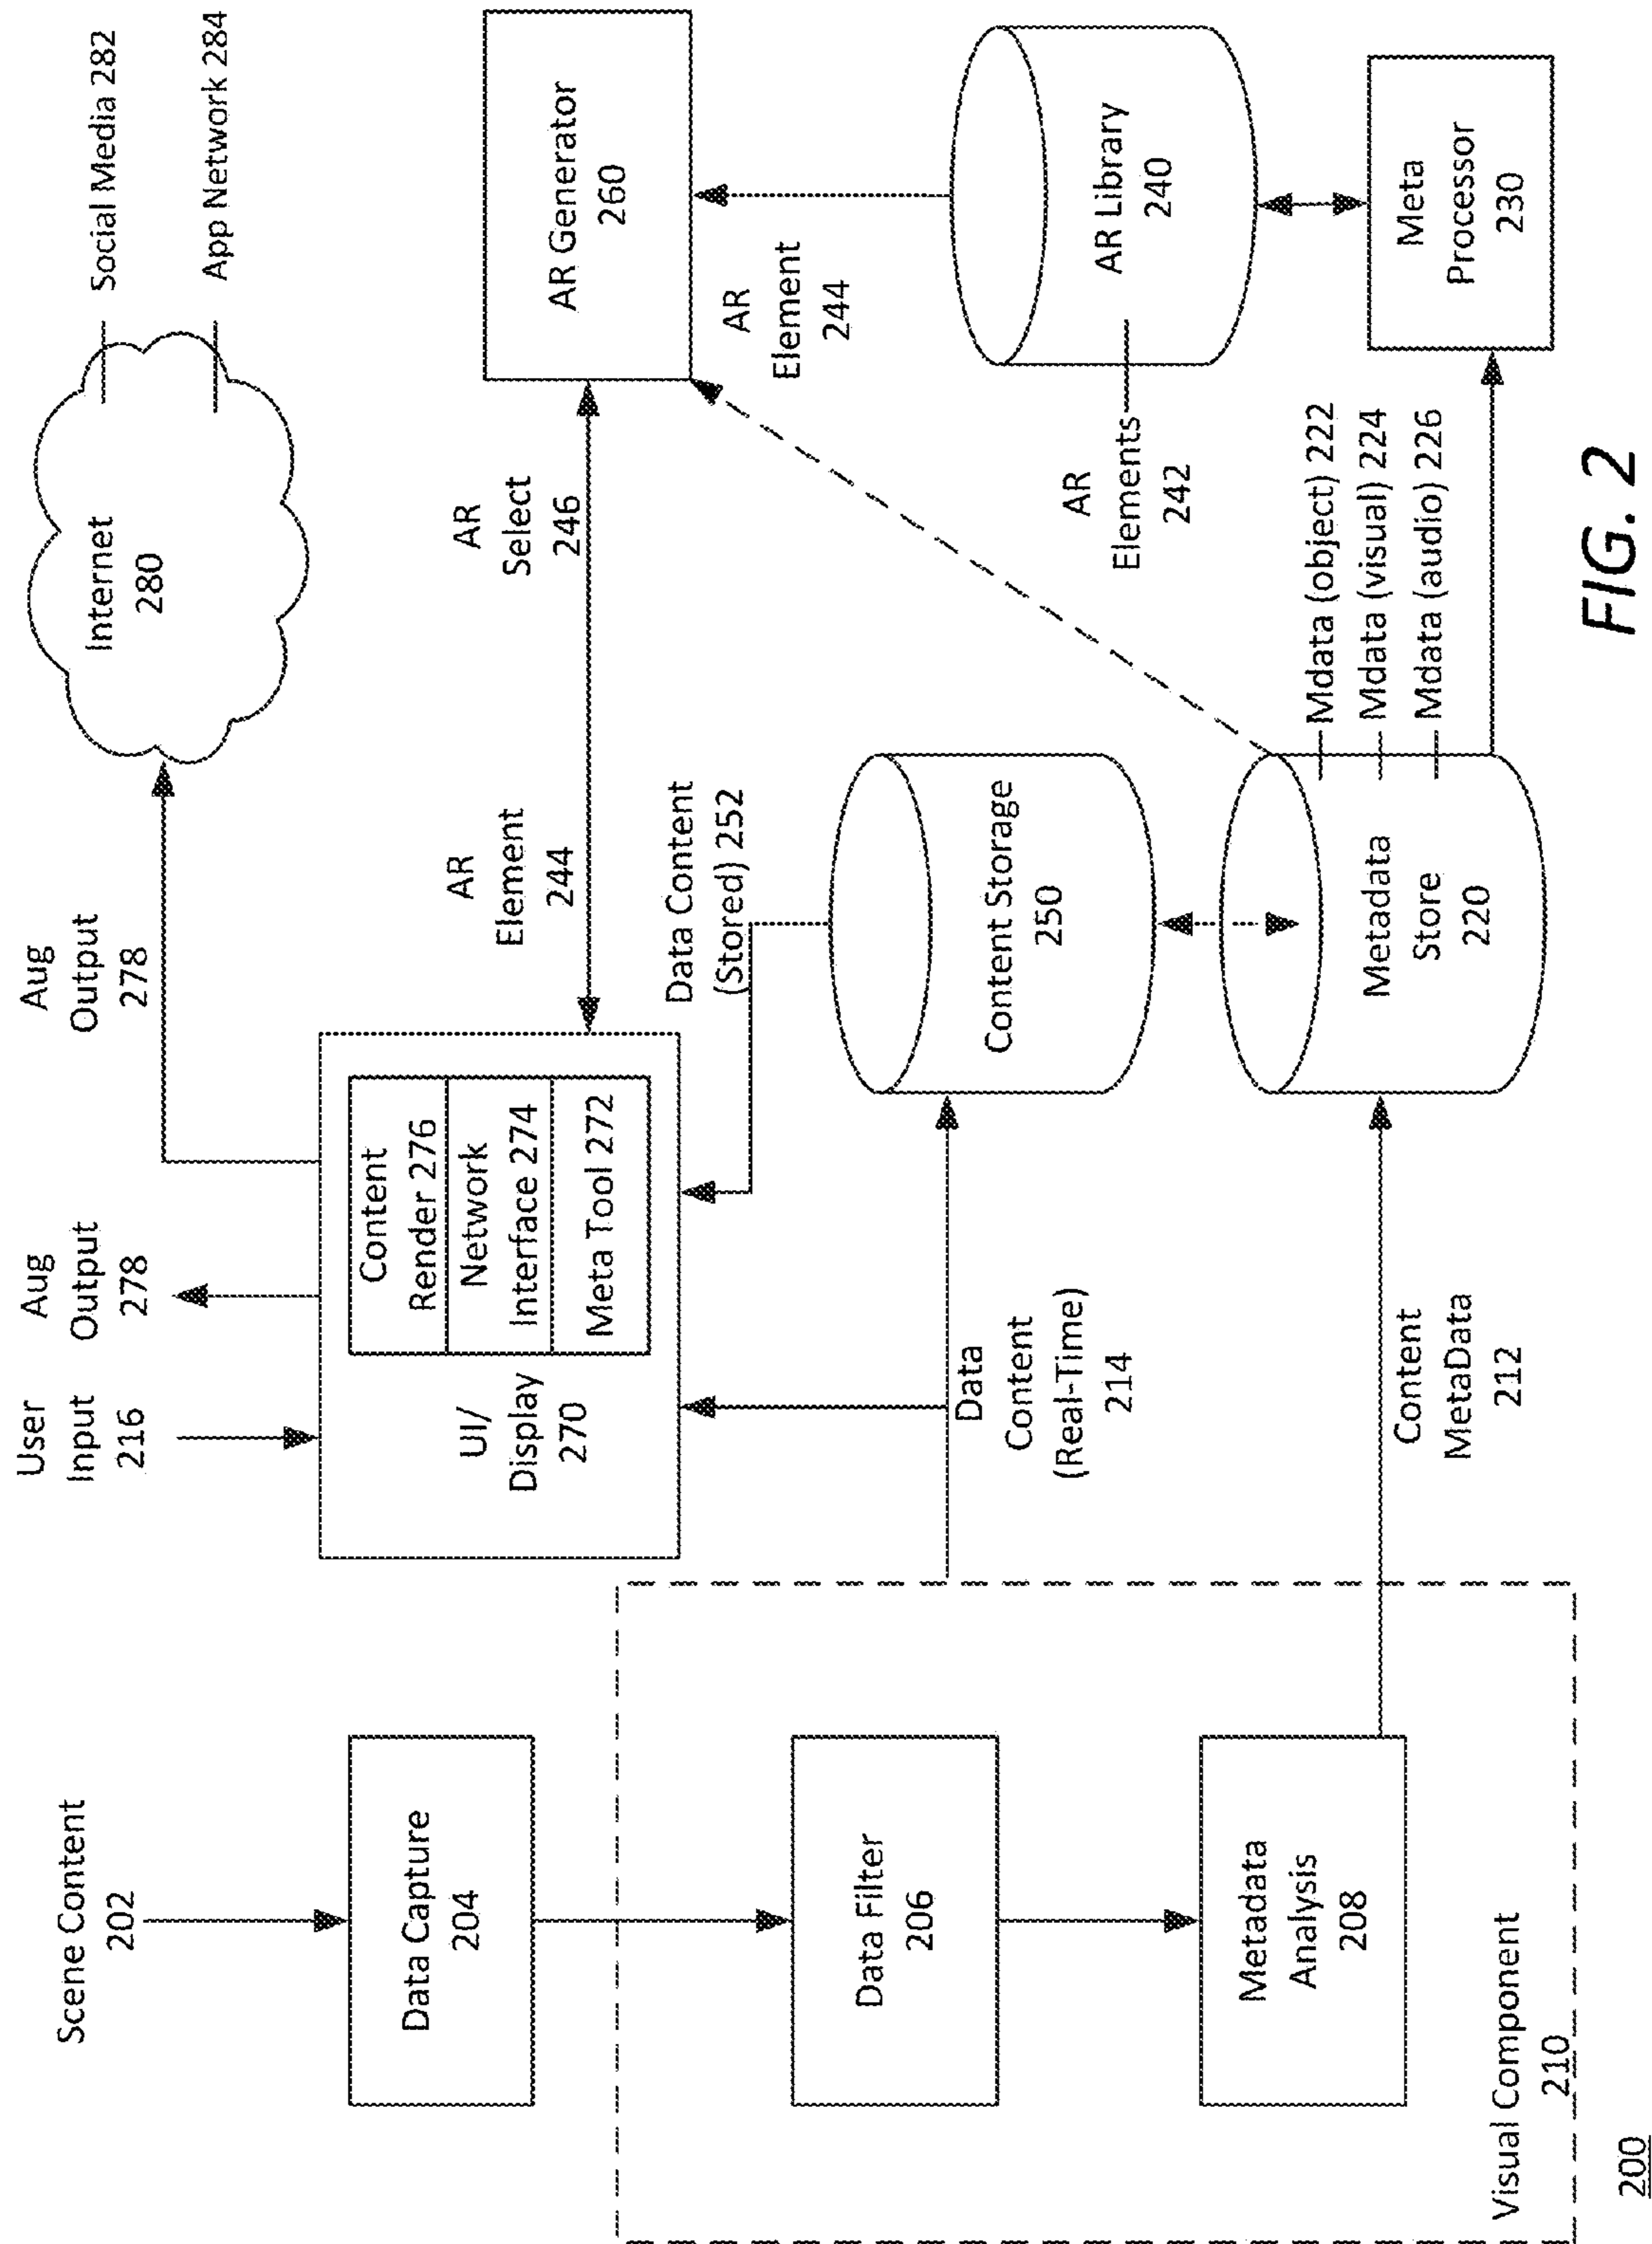 Scene Content
202
Data Capture
204
Data Filter
206
Metadata
Analysis
208
Visual Component
210
200
User
Input
216
Aug
Output
278
Aug
Output
278
UI/
Display
270
Content
Render 276
Network
Interface 274
Meta Tool 272
Data
Content
(Real-Time)
214
Content
MetaData
212
Internet
280
Social Media 282
App Network 284
AR
Element
244
AR
Select
246
Data Content
(Stored) 252
Content Storage
250
Metadata
Store
220
Mdata (object) 222
Mdata (visual) 224
Mdata (audio) 226
AR Generator
260
AR
Element
244
AR Library
240
AR
Elements
242
Meta
Processor
230
FIG. 2